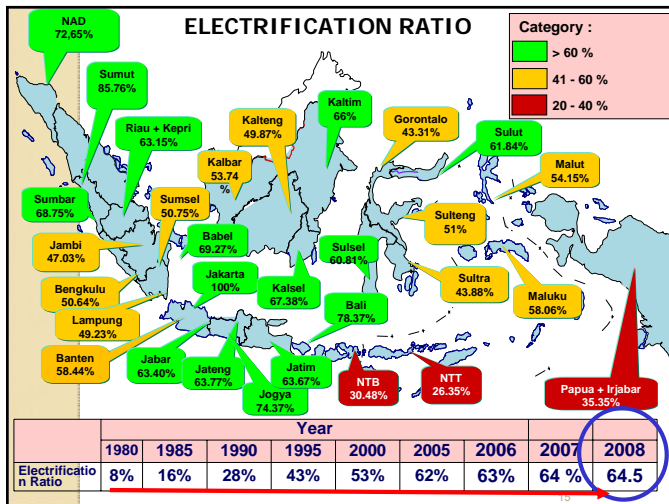 ELECTRIFICATION RATIO
Category :
> 60 %
41 - 60 %
20 - 40 %
NAD
72,65%
Sumut
85.76%
Riau + Kepri
63.15%
Kalteng
49.87%
Kaltim
66%
Gorontalo
43.31%
Sulut
61.84%
Malut
54.15%
Kalbar
53.74
%
Sumbar
68.75%
Sumsel
50.75%
Babel
69.27%
Sulsel
60.81%
Sulteng
51%
Jambi
47.03%
Jakarta
100%
Kalsel
67.38%
Sultra
43.88%
Maluku
58.06%
Bengkulu
50.64%
Bali
78.37%
Lampung
49.23%
Banten
58.44%
Jabar
63.40%
Jateng
63.77%
Jogya
74.37%
Jatim
63.67%
NTB
30.48%
NTT
26.35%
Papua + Irjabar
35.35%
Year
1980 1985 1990 1995 2000 2005 2006 2007 2008
Electrificatio
n Ratio 8% 16% 28% 43% 53% 62% 63% 64 % 64.5
15